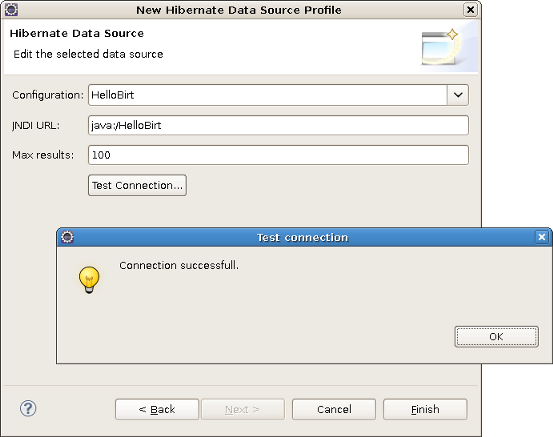 New Hibernate Data Source Profile
Hibernate Data Source
Edit the selected data source
Configuration: HelloBirt
JNDI URL: java:/HelloBirt
Max results: 100
Test Connection...
Test connection
Connection successfull.
OK
< Back Next > Cancel Finish